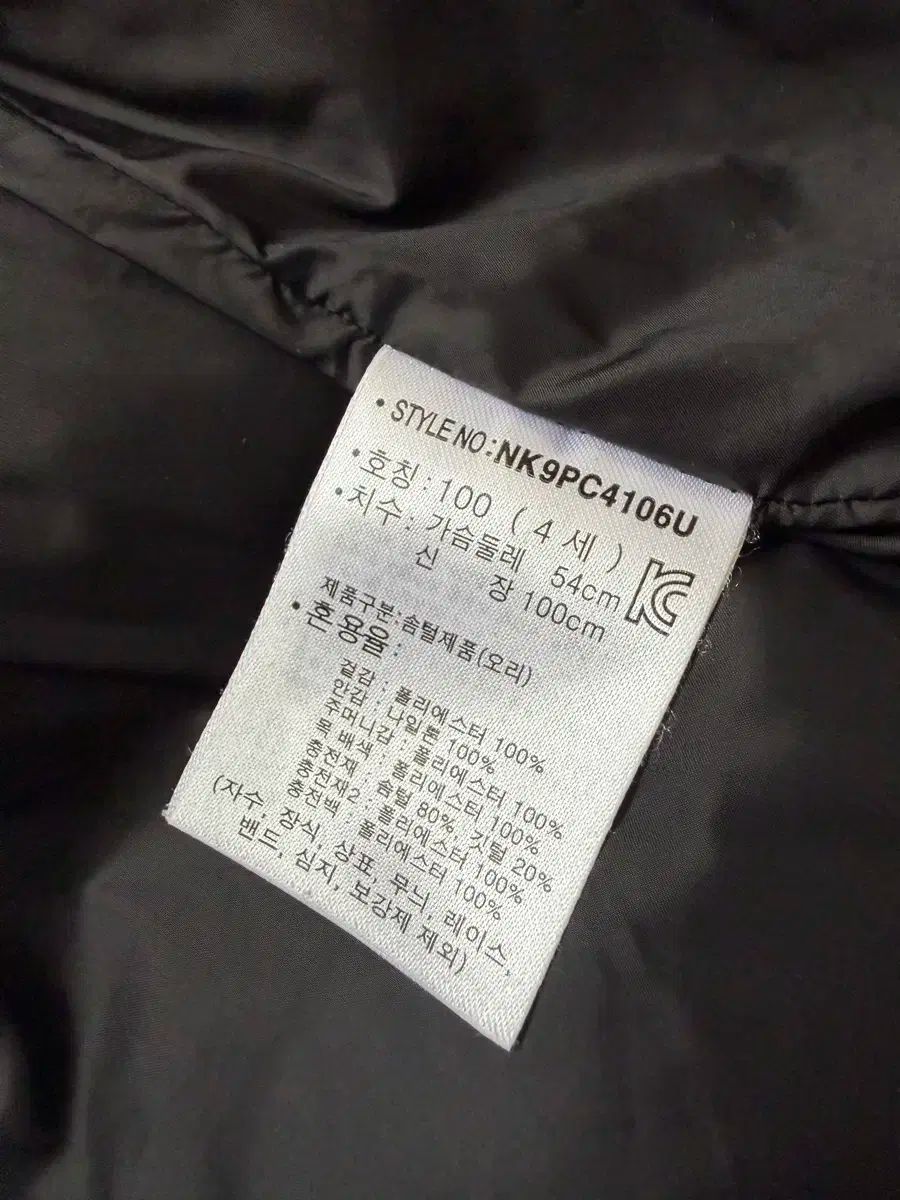 • STYLE NO : NK9PC4106U
• 호칭 : 100 ( 4 세 )
• 치수 : 가슴둘레 54cm
신 장 100cm
KC
제품구분:솜털제품(오리)
• 혼용율 :
겉감 : 폴리에스터 100%
안감 : 나일론 100%
주머니감 : 폴리에스터 100%
배색 : 폴리에스터 100%
충전재 : 솜털 80%, 깃털 20%
충전재2 : 폴리에스터 100%
충전백 : 폴리에스터 100%
(자수, 장식, 상표, 무늬, 레이스,
밴드, 심지, 보강제 제외)